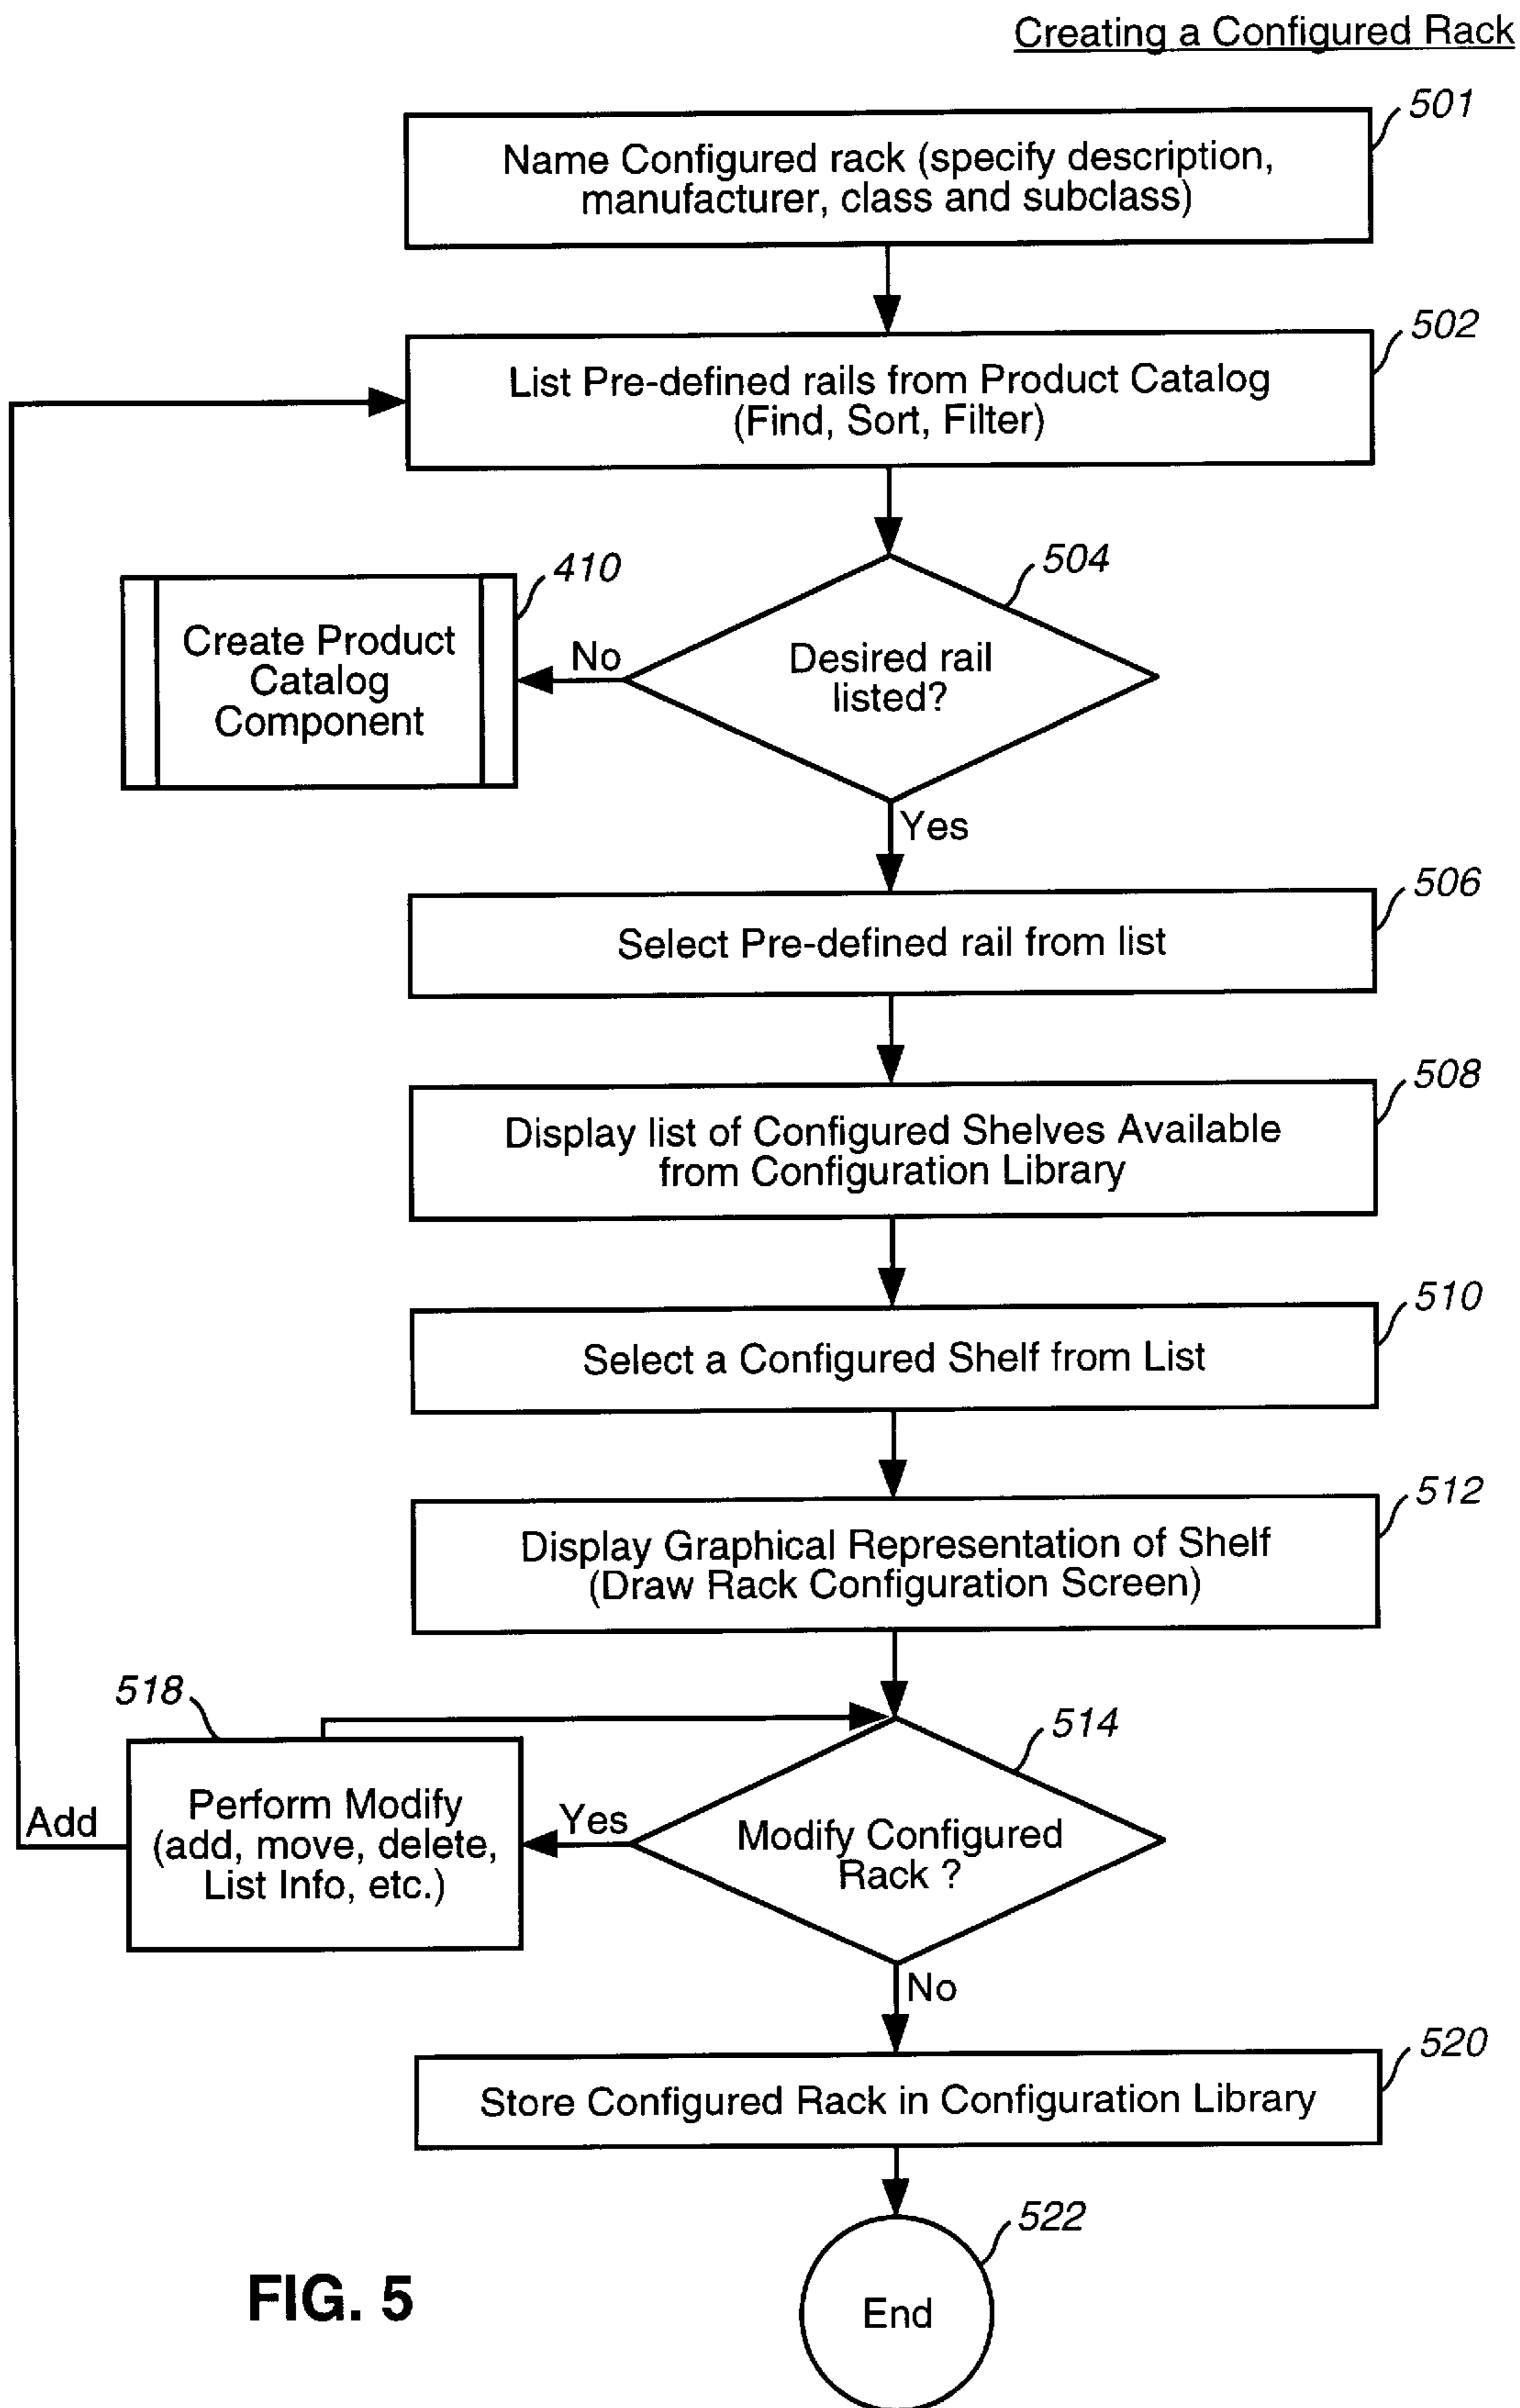 Creating a Configured Rack
501
Name Configured rack (specify description,
manufacturer, class and subclass)
502
List Pre-defined rails from Product Catalog
(Find, Sort, Filter)
504
410
Desired rail
listed?
No
Create Product
Catalog
Component
Yes
506
Select Pre-defined rail from list
508
Display list of Configured Shelves Available
from Configuration Library
510
Select a Configured Shelf from List
512
Display Graphical Representation of Shelf
(Draw Rack Configuration Screen)
518
514
Modify Configured
Rack ?
Yes
Perform Modify
(add, move, delete,
List Info, etc.)
Add
No
520
Store Configured Rack in Configuration Library
522
End
FIG. 5